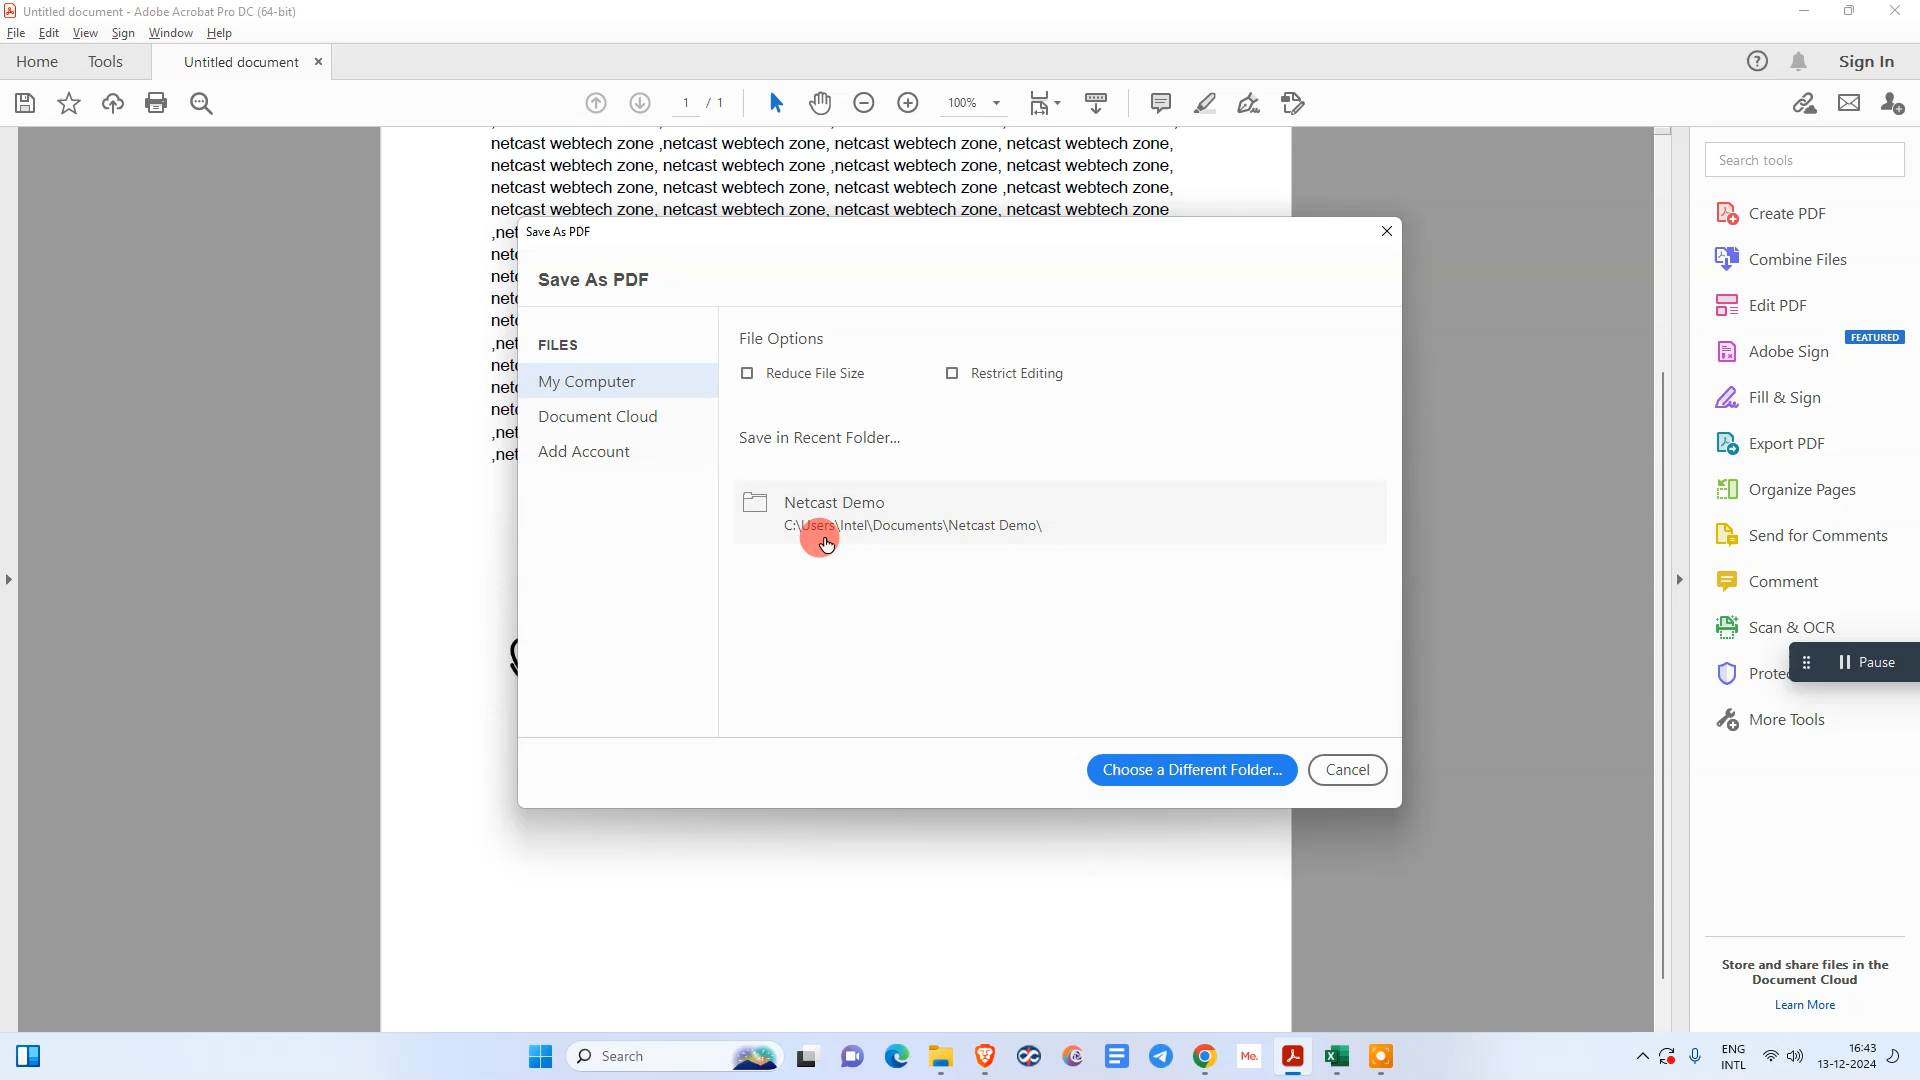 Untitled document - Adobe Acrobat Pro DC (64-bit)
File Edit View Sign Window Help
Home Tools Untitled document × Sign In
1 / 1 100%
netcast webtech zone ,netcast webtech zone, netcast webtech zone, netcast webtech zone,
netcast webtech zone, netcast webtech zone ,netcast webtech zone, netcast webtech zone,
netcast webtech zone, netcast webtech zone, netcast webtech zone ,netcast webtech zone,
netcast webtech zone, netcast webtech zone, netcast webtech zone, netcast webtech zone
Save As PDF
Save As PDF
FILES
My Computer
Document Cloud
Add Account
File Options
Reduce File Size Restrict Editing
Save in Recent Folder...
Netcast Demo
C:\Users\Intel\Documents\Netcast Demo\
Choose a Different Folder... Cancel
Search tools
Create PDF
Combine Files
Edit PDF
FEATURED
Adobe Sign
Fill & Sign
Export PDF
Organize Pages
Send for Comments
Comment
Scan & OCR
Pause
More Tools
Store and share files in the
Document Cloud
Learn More
Search
Me.
ENG
INTL
16:43
13-12-2024